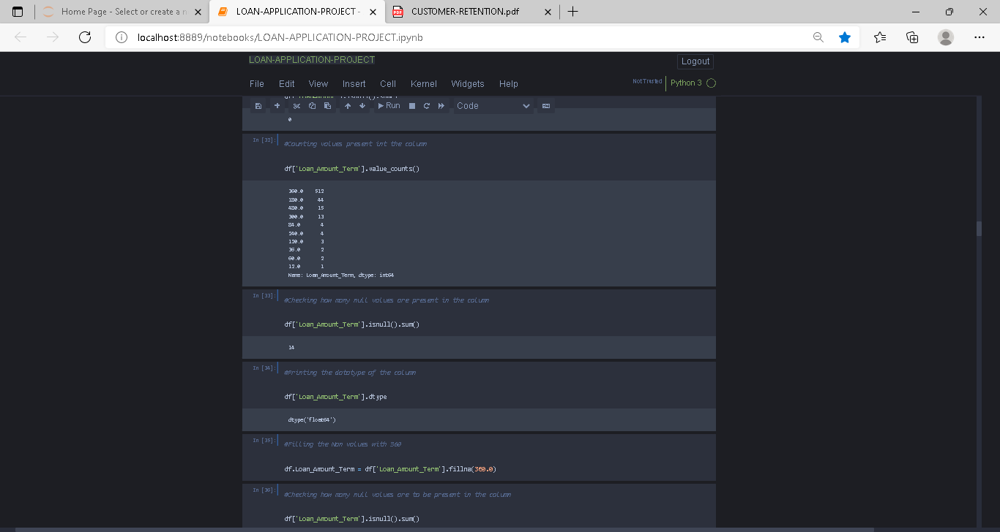 Home Page - Select or create a n
LOAN-APPLICATION-PROJECT -
CUSTOMER-RETENTION.pdf
localhost:8889/notebooks/LOAN-APPLICATION-PROJECT.ipynb
LOAN-APPLICATION-PROJECT
Logout
File Edit View Insert Cell Kernel Widgets Help
Not Trusted
Python 3
Run
Code
0
In [32]:
#Counting values present int the column
df['Loan_Amount_Term'].value_counts()
360.0 512
180.0 44
480.0 15
300.0 13
84.0 4
240.0 4
120.0 3
36.0 2
60.0 2
12.0 1
Name: Loan_Amount_Term, dtype: int64
In [33]:
#Checking how many null values are present in the column
df['Loan_Amount_Term'].isnull().sum()
14
In [34]:
#Printing the datatype of the column
df['Loan_Amount_Term'].dtype
dtype('float64')
In [35]:
#Filling the Nan values with 360
df.Loan_Amount_Term = df['Loan_Amount_Term'].fillna(360.0)
In [36]:
#Checking how many null values are to be present in the column
df['Loan_Amount_Term'].isnull().sum()